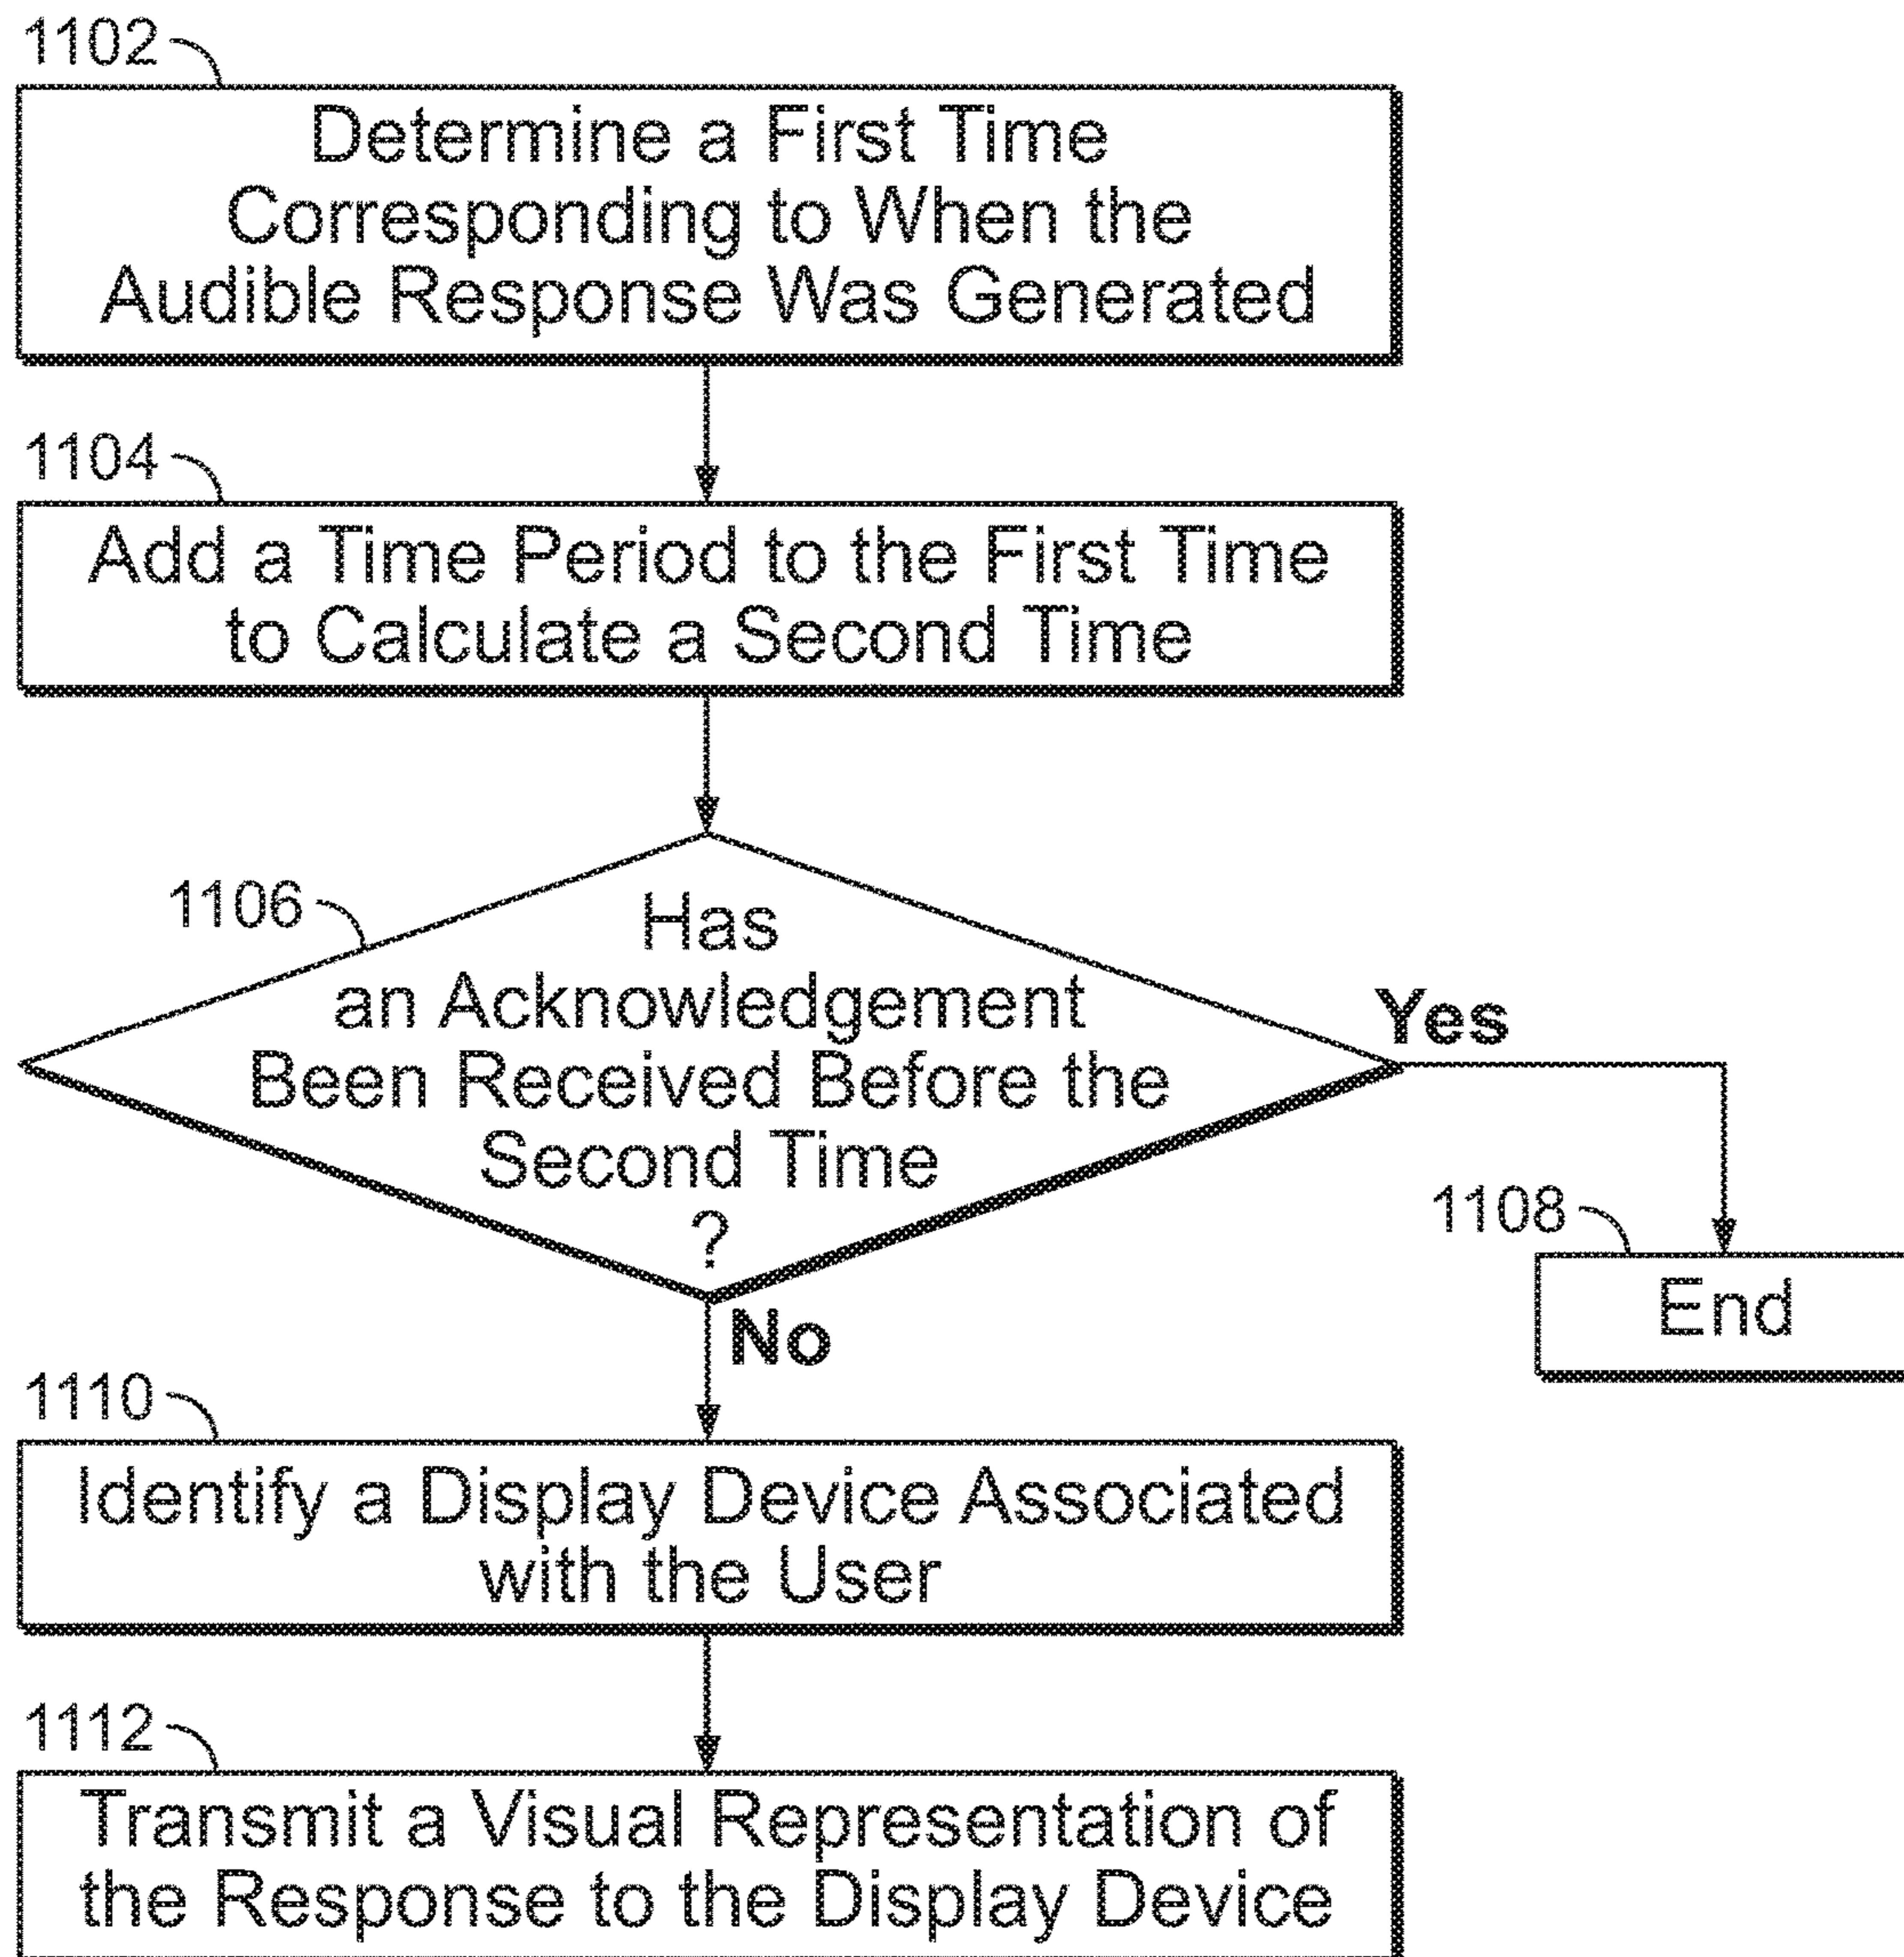 1102
Determine a First Time
Corresponding to When the
Audible Response Was Generated
1104
Add a Time Period to the First Time
to Calculate a Second Time
1106
Has
an Acknowledgement
Been Received Before the
Second Time
?
Yes
1108
End
No
1110
Identify a Display Device Associated
with the User
1112
Transmit a Visual Representation of
the Response to the Display Device